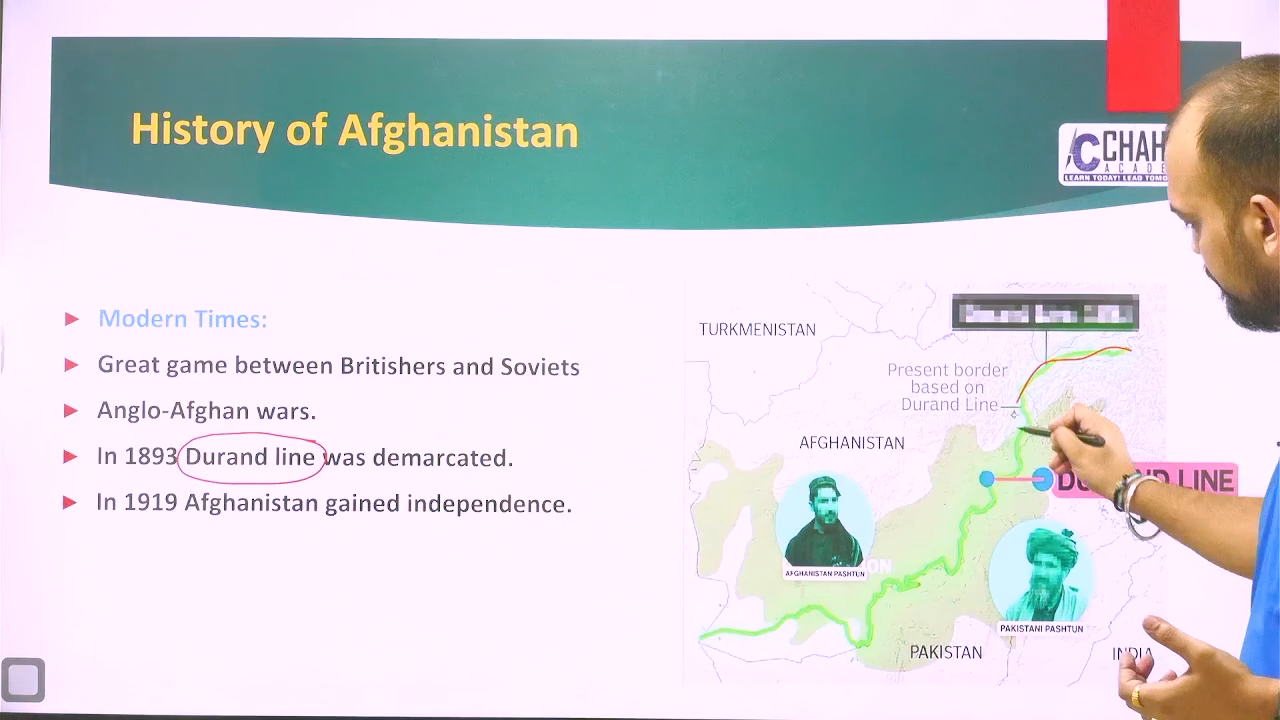 History of Afghanistan
CHAH
ACADE
LEARN TODAY! LEAD TOMO
Modern Times:
Great game between Britishers and Soviets
Anglo-Afghan wars.
In 1893 Durand line was demarcated.
In 1919 Afghanistan gained independence.
TURKMENISTAN
Present border
based on
Durand Line
AFGHANISTAN
LINE
AFGHANISTAN PASHTUN
ON
PAKISTANI PASHTUN
PAKISTAN
INDIA